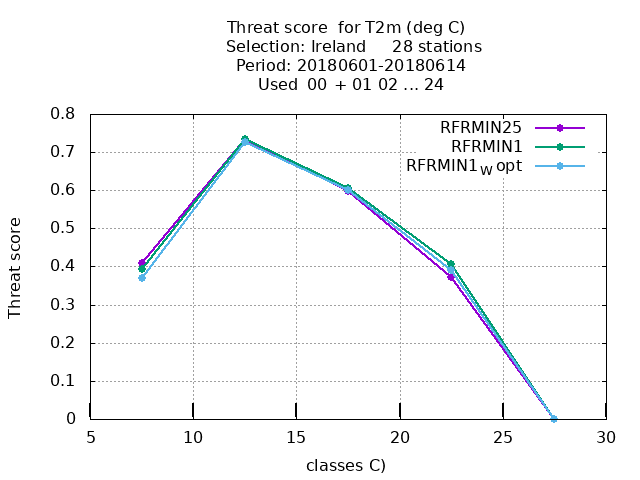 Threat score for T2m (deg C)
Selection: Ireland 28 stations
Period: 20180601-20180614
Used 00 + 01 02 ... 24
RFRMIN25
RFRMIN1
RFRMIN1W opt
Threat score
0.8
0.7
0.6
0.5
0.4
0.3
0.2
0.1
0
5 10 15 20 25 30
classes C)